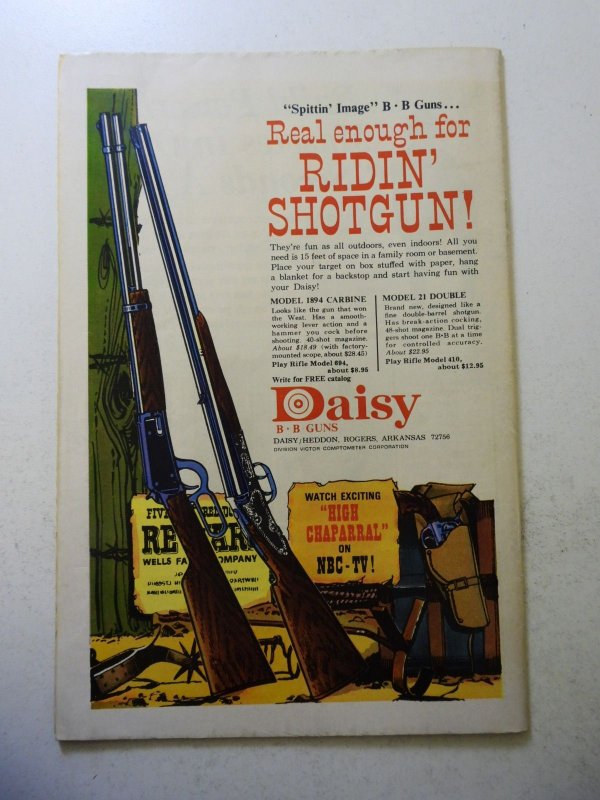 "Spittin' Image" B·B Guns...
Real enough for
RIDIN'
SHOTGUN!
They're fun as all outdoors, even indoors! All you
need is 15 feet of space in a family room or basement.
Place your target on box stuffed with paper, hang
a blanket for a backstop and start having fun with
your Daisy!
MODEL 1894 CARBINE
Looks like the gun that won
the West. Has a smooth-
working lever action and a
hammer you cock before
shooting. 40-shot magazine.
About $18.49 (with factory-
mounted scope, about $28.45)
Play Rifle Model 894,
about $8.95
Write for FREE catalog
MODEL 21 DOUBLE
Brand new, designed like a
fine double-barrel shotgun.
Has break-action cocking,
48-shot magazine. Dual trig-
gers shoot one B•B at a time
for controlled accuracy.
About $22.95
Play Rifle Model 410,
about $12.95
Daisy
B·B GUNS
DAISY/HEDDON, ROGERS, ARKANSAS 72756
DIVISION VICTOR COMPTOMETER CORPORATION
FIVE
RE
WELLS FA COMPANY
WATCH EXCITING
"HIGH
CHAPARRAL"
ON
NBC-TV!